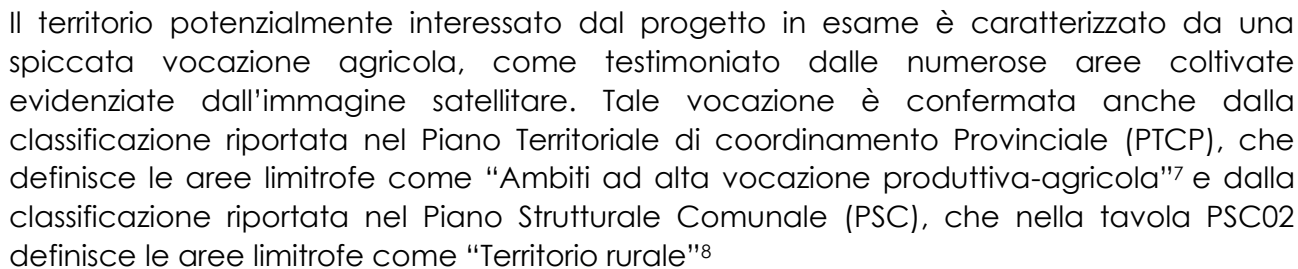 Il territorio potenzialmente interessato dal progetto in esame è caratterizzato da una
spiccata vocazione agricola, come testimoniato dalle numerose aree coltivate
evidenziate dall’immagine satellitare. Tale vocazione è confermata anche dalla
classificazione riportata nel Piano Territoriale di coordinamento Provinciale (PTCP), che
definisce le aree limitrofe come “Ambiti ad alta vocazione produttiva-agricola”⁷ e dalla
classificazione riportata nel Piano Strutturale Comunale (PSC), che nella tavola PSC02
definisce le aree limitrofe come “Territorio rurale”⁸